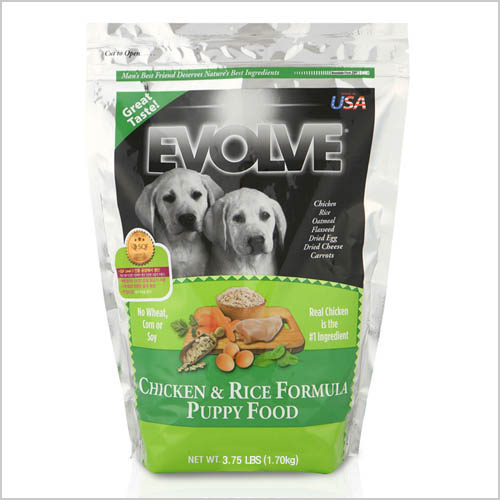 Cut to Open
Man's Best Friend Deserves Nature's Best Ingredients
Great
Taste!
USA
EVOLVE
Chicken
Rice
Oatmeal
Flaxseed
Dried Egg
Dried Cheese
Carrots
No Wheat,
Corn or
Soy
Real Chicken
is the
#1 Ingredient
CHICKEN & RICE FORMULA
PUPPY FOOD
NET WT. 3.75 LBS (1.70kg)